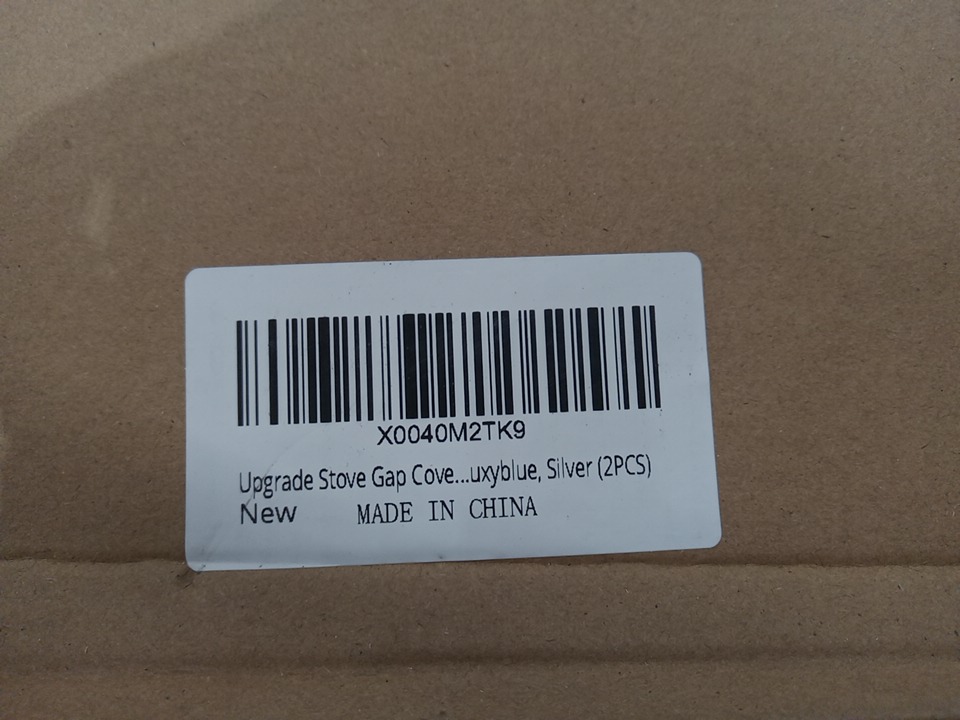 X0040M2TK9
Upgrade Stove Gap Cove...uxyblue, Silver (2PCS)
New MADE IN CHINA